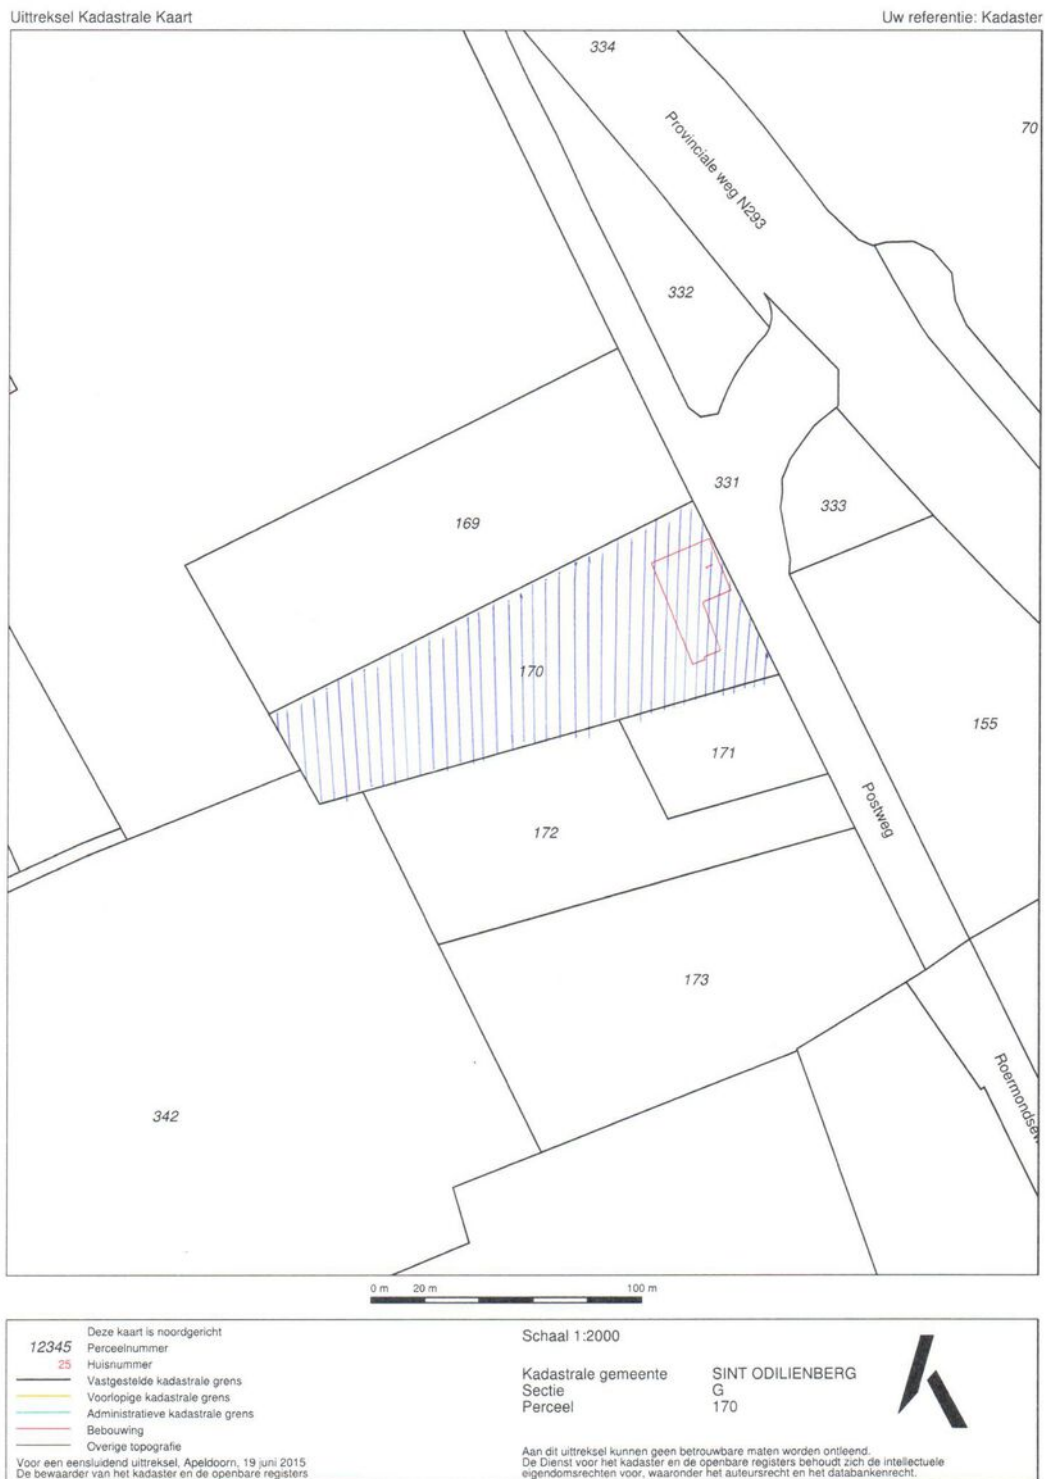 Uittreksel Kadastrale Kaart
Uw referentie: Kadaster
334
70
Provinciale weg N293
332
331
333
169
170
155
171
Postweg
172
173
342
0 m 20 m 100 m
Deze kaart is noordgericht
12345 Perceelnummer
25 Huisnummer
Vastgestelde kadastrale grens
Voorlopige kadastrale grens
Administratieve kadastrale grens
Bebouwing
Overige topografie
Voor een eensluidend uittreksel, Apeldoorn, 19 juni 2015
De bewaarder van het kadaster en de openbare registers
Schaal 1:2000
Kadastrale gemeente SINT ODILIENBERG
Sectie G
Perceel 170
Aan dit uittreksel kunnen geen betrouwbare maten worden ontleend.
De Dienst voor het kadaster en de openbare registers behoudt zich de intellectuele
eigendomsrechten voor, waaronder het auteursrecht en het databankenrecht.